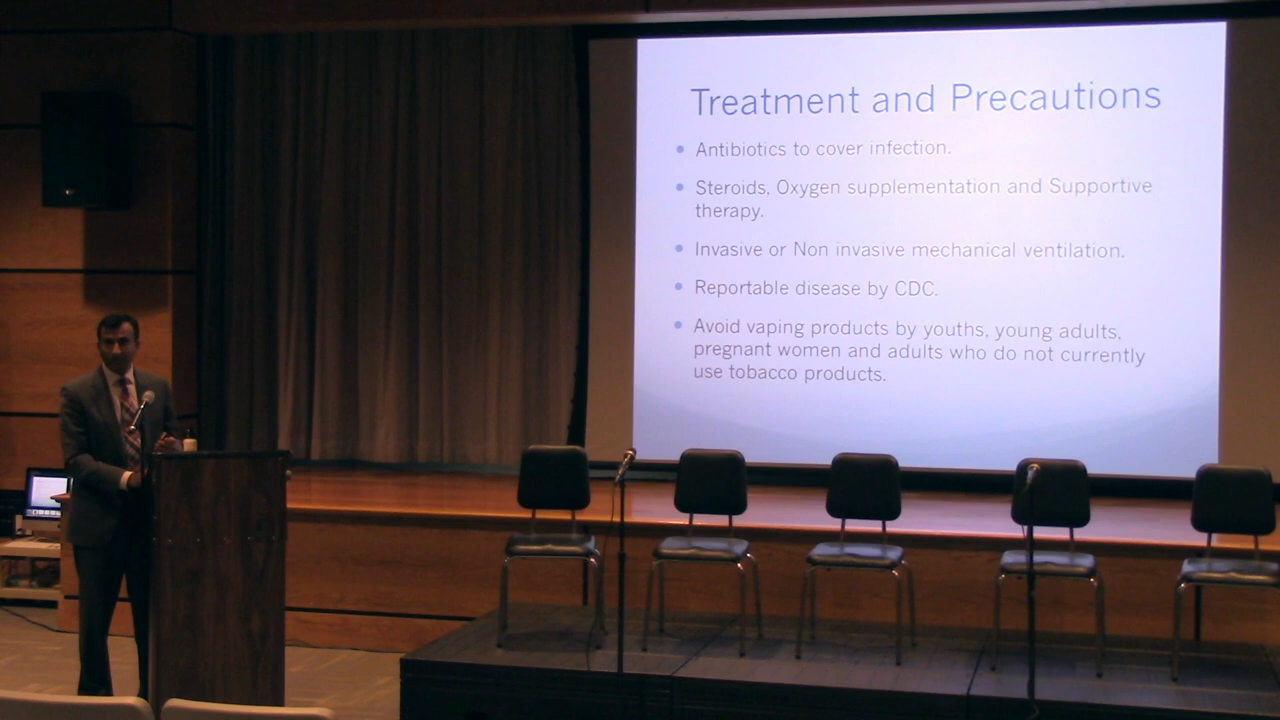 Treatment and Precautions
• Antibiotics to cover infection.
• Steroids, Oxygen supplementation and Supportive
therapy.
• Invasive or Non invasive mechanical ventilation.
• Reportable disease by CDC.
• Avoid vaping products by youths, young adults,
pregnant women and adults who do not currently
use tobacco products.